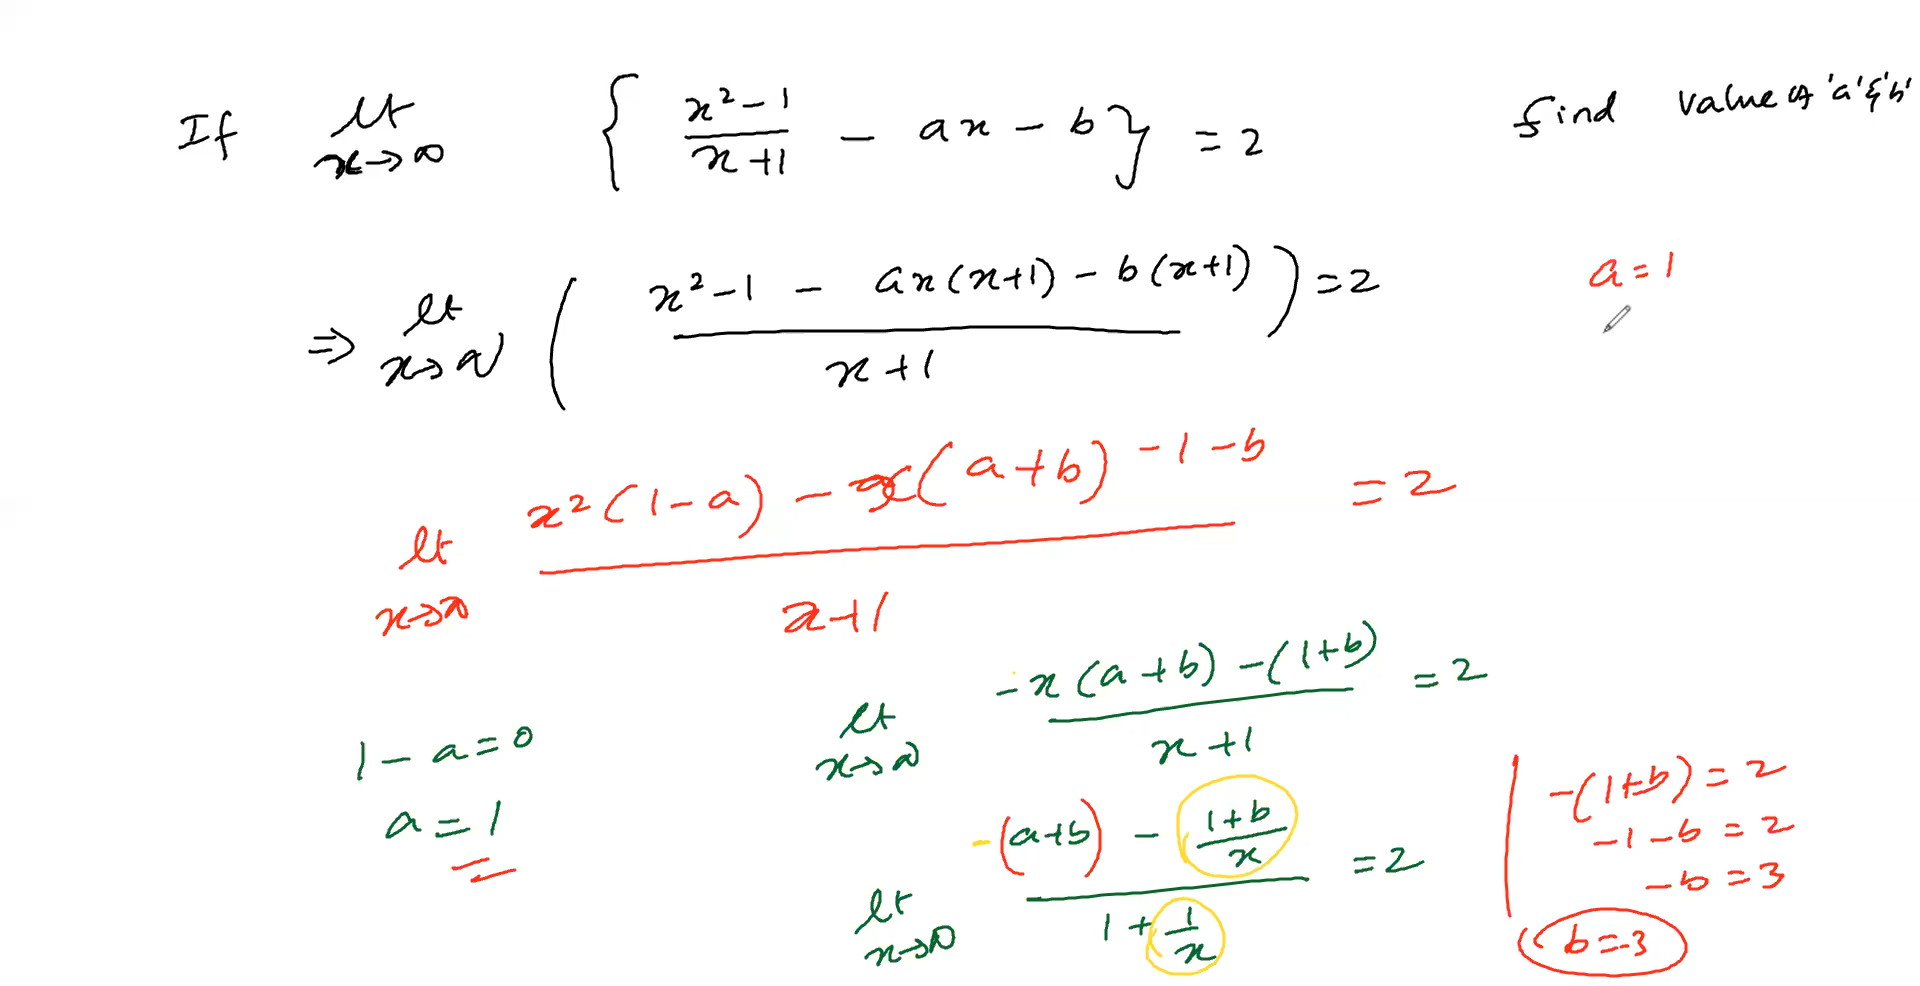 If lt x→∞ { x²-1 / x+1 - ax - b } = 2 find value of 'a' & 'b'
⇒ lt x→∞ ( x²-1 - ax(x+1) - b(x+1) / x+1 ) = 2
a = 1
lt x→∞ x²(1-a) - x(a+b) -1-b / x+1 = 2
1-a=0
a=1
lt x→∞ -x(a+b) -(1+b) / x+1 = 2
lt x→∞ -(a+b) - 1+b/x / 1+1/x = 2
-(1+b) = 2
-1-b = 2
-b = 3
b=-3